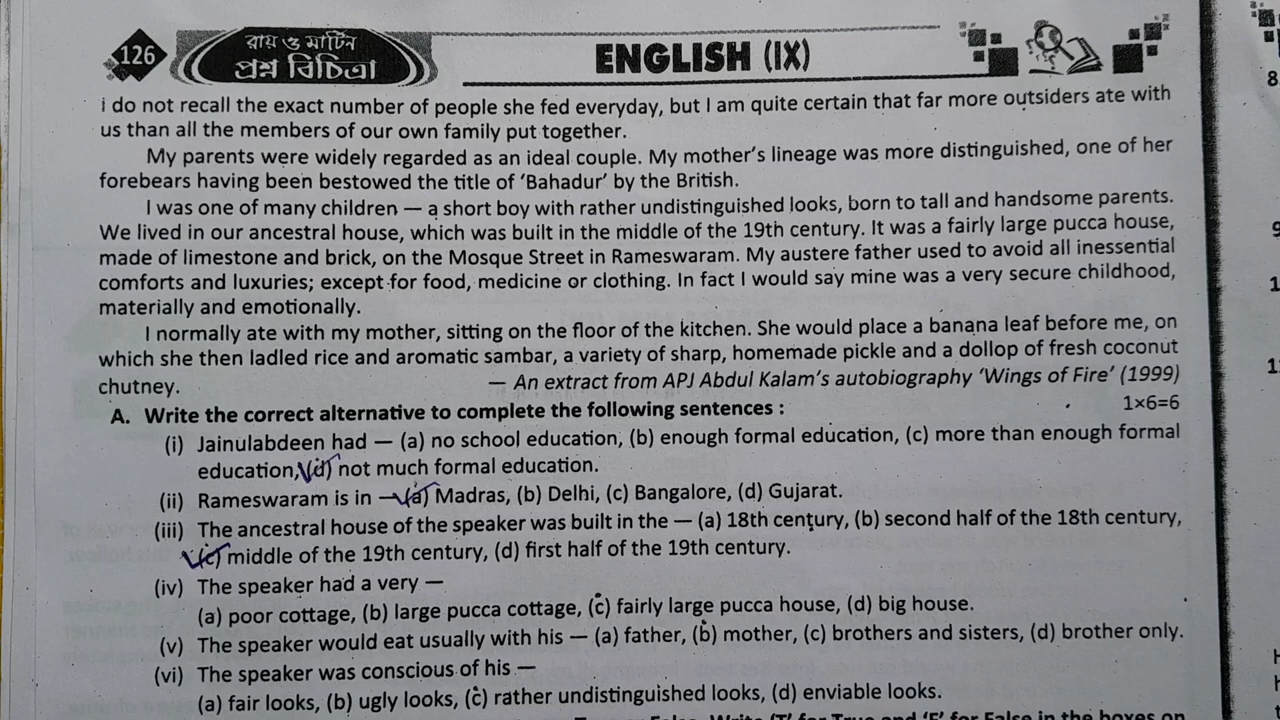 126
রায় ও মার্টিন
প্রশ্ন বিচিত্রা
ENGLISH (IX)
i do not recall the exact number of people she fed everyday, but I am quite certain that far more outsiders ate with
us than all the members of our own family put together.
My parents were widely regarded as an ideal couple. My mother's lineage was more distinguished, one of her
forebears having been bestowed the title of 'Bahadur' by the British.
I was one of many children — a short boy with rather undistinguished looks, born to tall and handsome parents.
We lived in our ancestral house, which was built in the middle of the 19th century. It was a fairly large pucca house,
made of limestone and brick, on the Mosque Street in Rameswaram. My austere father used to avoid all inessential
comforts and luxuries; except for food, medicine or clothing. In fact I would say mine was a very secure childhood,
materially and emotionally.
I normally ate with my mother, sitting on the floor of the kitchen. She would place a banana leaf before me, on
which she then ladled rice and aromatic sambar, a variety of sharp, homemade pickle and a dollop of fresh coconut
chutney. — An extract from APJ Abdul Kalam's autobiography 'Wings of Fire' (1999)
A. Write the correct alternative to complete the following sentences : 1×6=6
(i) Jainulabdeen had — (a) no school education, (b) enough formal education, (c) more than enough formal
education, (d) not much formal education.
(ii) Rameswaram is in — (a) Madras, (b) Delhi, (c) Bangalore, (d) Gujarat.
(iii) The ancestral house of the speaker was built in the — (a) 18th century, (b) second half of the 18th century,
(c) middle of the 19th century, (d) first half of the 19th century.
(iv) The speaker had a very —
(a) poor cottage, (b) large pucca cottage, (c) fairly large pucca house, (d) big house.
(v) The speaker would eat usually with his — (a) father, (b) mother, (c) brothers and sisters, (d) brother only.
(vi) The speaker was conscious of his —
(a) fair looks, (b) ugly looks, (c) rather undistinguished looks, (d) enviable looks.
Write 'T' for True and 'F' for False in the boxes on